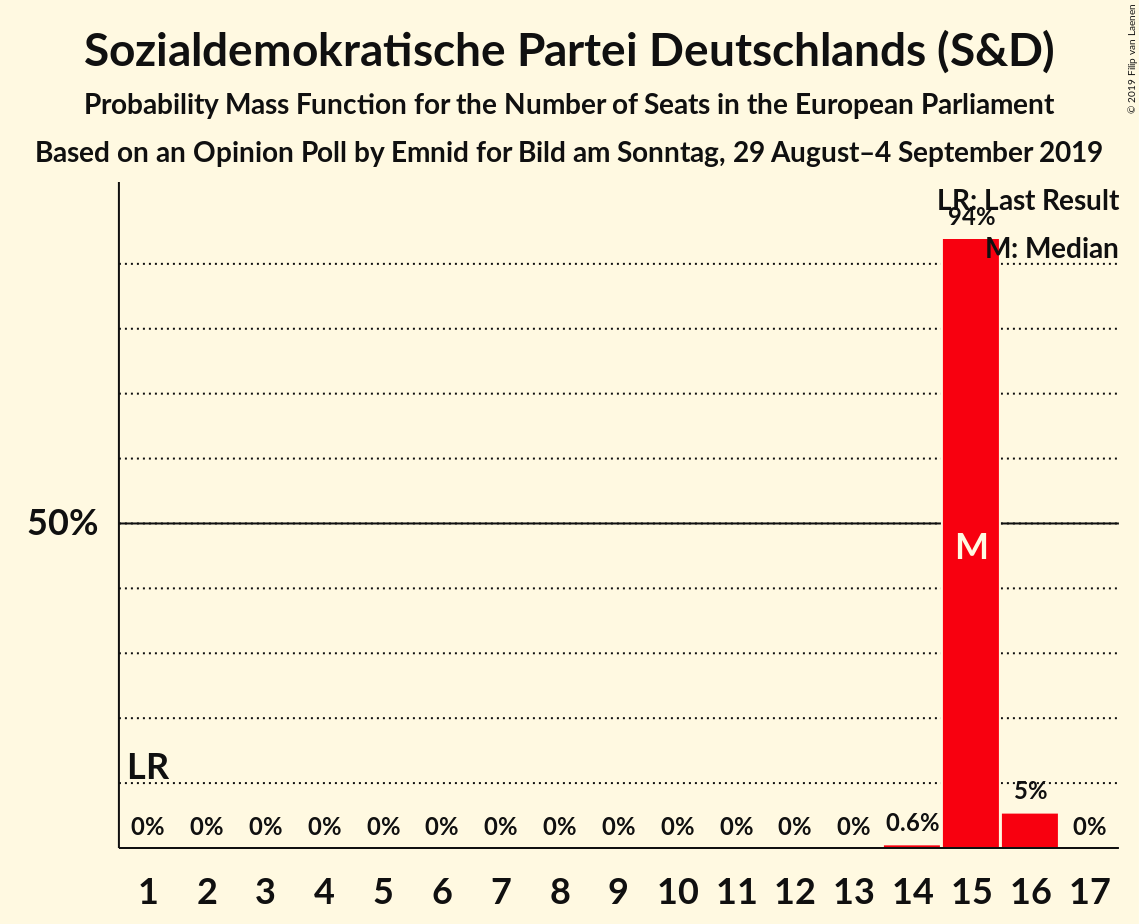 Sozialdemokratische Partei Deutschlands (S&D)
Probability Mass Function for the Number of Seats in the European Parliament
Based on an Opinion Poll by Emnid for Bild am Sonntag, 29 August–4 September 2019
© 2019 Filip van Laenen
LR: Last Result
94%
M: Median
50%
M
LR
5%
0% 0% 0% 0% 0% 0% 0% 0% 0% 0% 0% 0% 0% 0.6% 0%
1 2 3 4 5 6 7 8 9 10 11 12 13 14 15 16 17